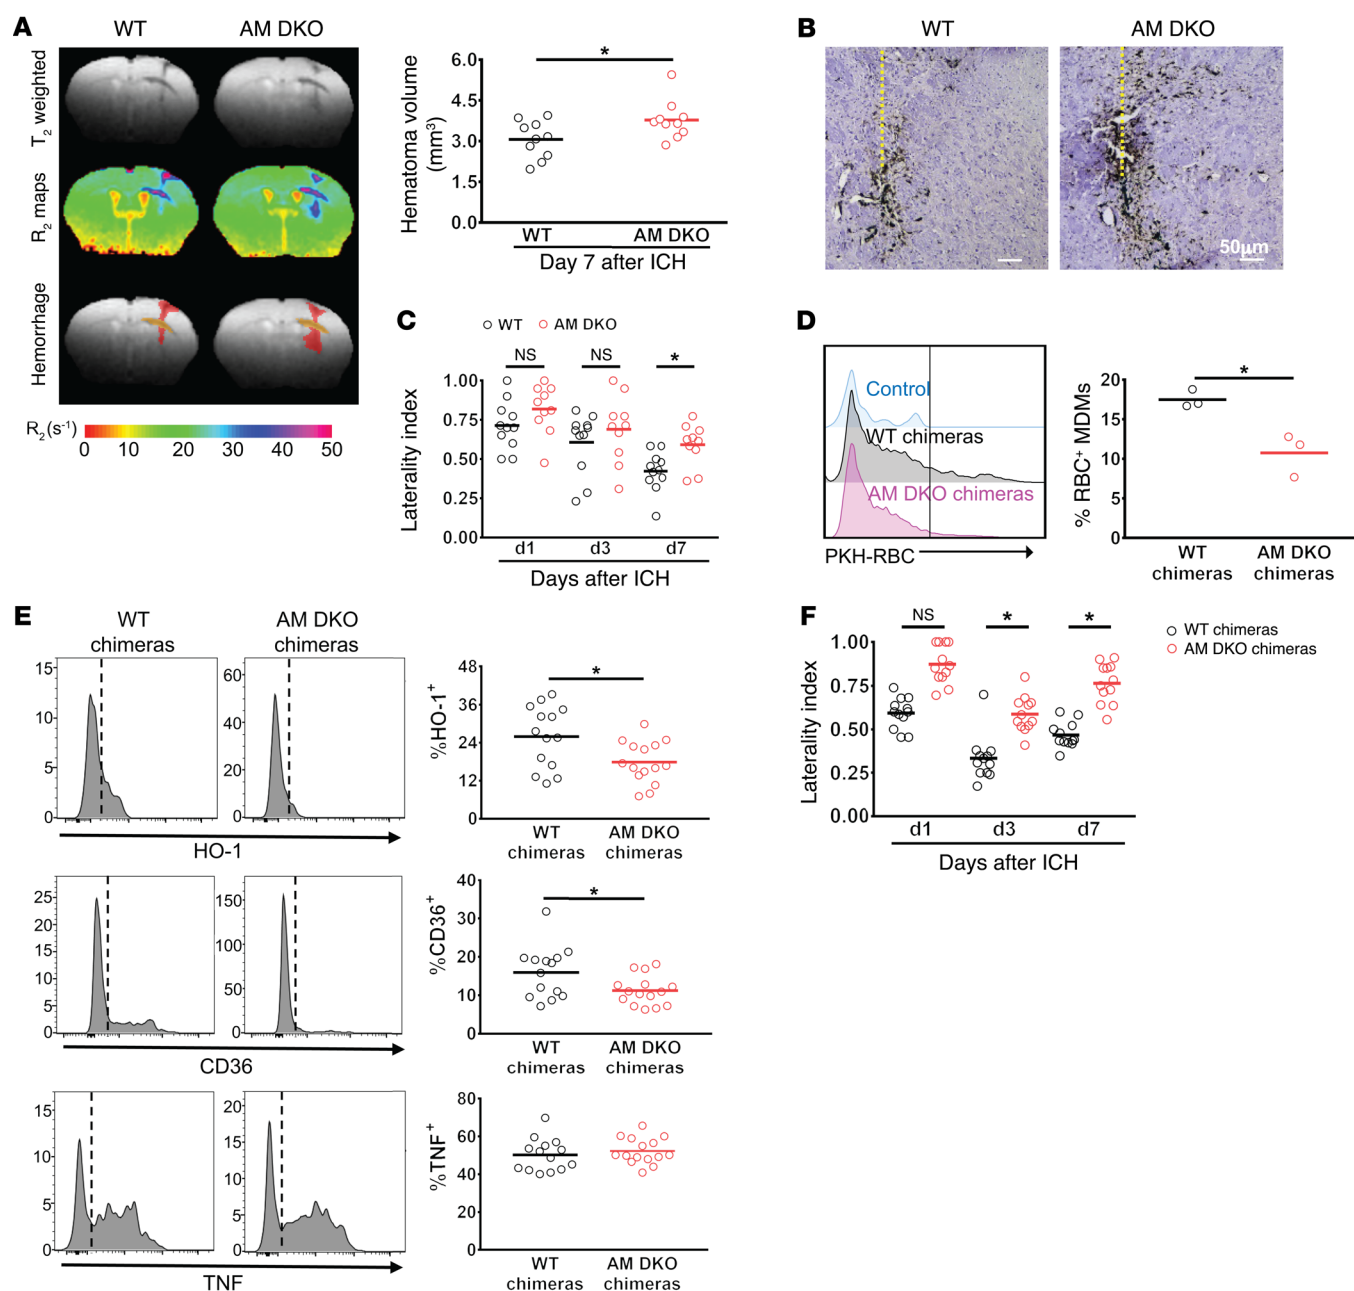 A
WT
AM DKO
T2 weighted
R2 maps
Hemorrhage
R2 (s-1)
0 10 20 30 40 50
Hematoma volume
(mm3)
6.0
4.5
3.0
1.5
0.0
*
WT
AM DKO
Day 7 after ICH
B
WT
AM DKO
50μm
C
WT
AM DKO
NS
NS
*
Laterality index
1.00
0.75
0.50
0.25
0.00
d1 d3 d7
Days after ICH
D
Control
WT chimeras
AM DKO chimeras
PKH-RBC
% RBC+ MDMs
20
15
10
5
0
*
WT
chimeras
AM DKO
chimeras
E
WT
chimeras
AM DKO
chimeras
15
10
5
0
60
40
20
0
HO-1
%HO-1+
48
36
24
12
0
*
WT
chimeras
AM DKO
chimeras
25
20
15
10
5
0
150
100
50
0
CD36
%CD36+
40
30
20
10
0
*
WT
chimeras
AM DKO
chimeras
15
10
5
0
20
15
10
5
0
TNF
%TNF+
80
60
40
20
0
WT
chimeras
AM DKO
chimeras
F
NS
*
*
WT chimeras
AM DKO chimeras
Laterality index
1.00
0.75
0.50
0.25
0.00
d1 d3 d7
Days after ICH